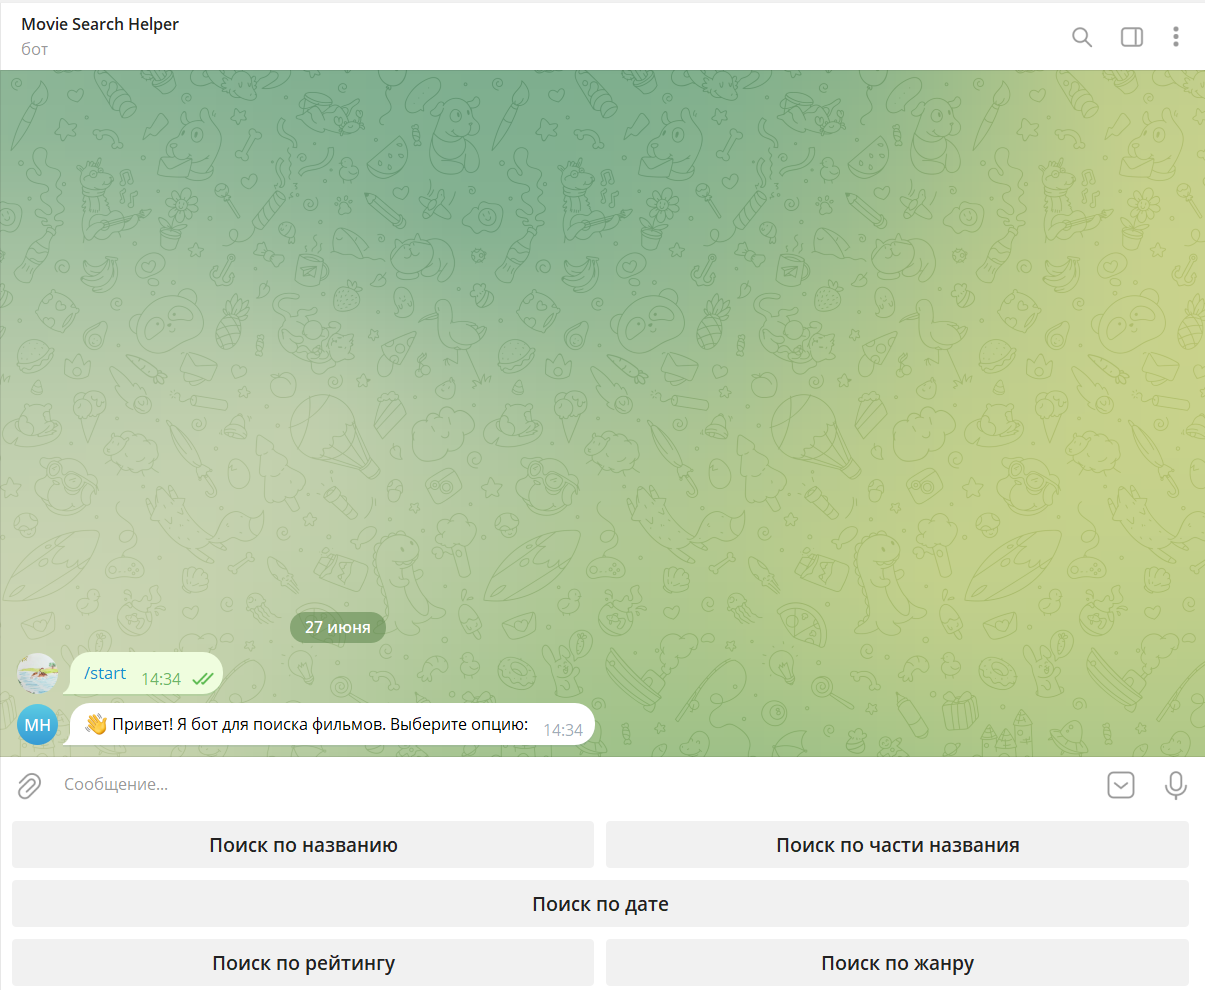 Movie Search Helper
бот
27 июня
/start 14:34
МН
👋 Привет! Я бот для поиска фильмов. Выберите опцию: 14:34
Сообщение...
Поиск по названию
Поиск по части названия
Поиск по дате
Поиск по рейтингу
Поиск по жанру